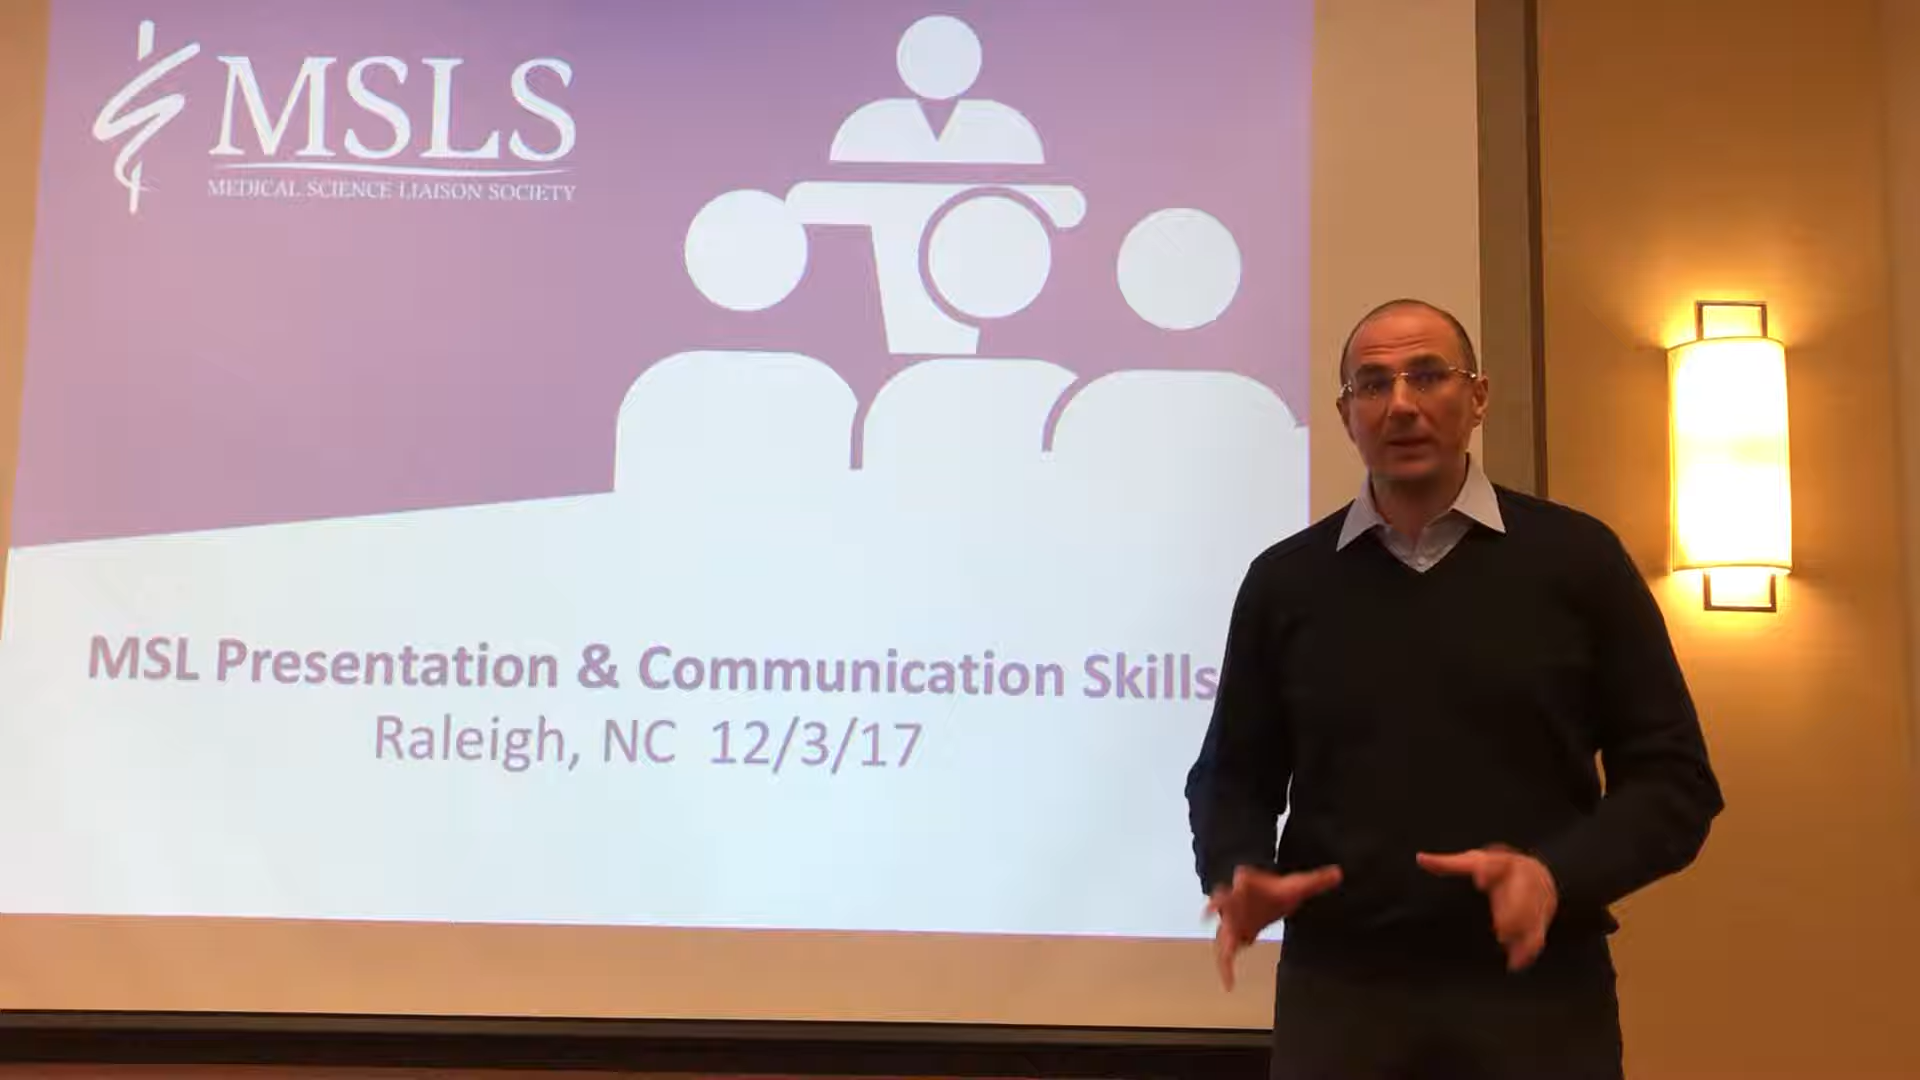 MSLS
MEDICAL SCIENCE LIAISON SOCIETY
MSL Presentation & Communication Skills
Raleigh, NC 12/3/17